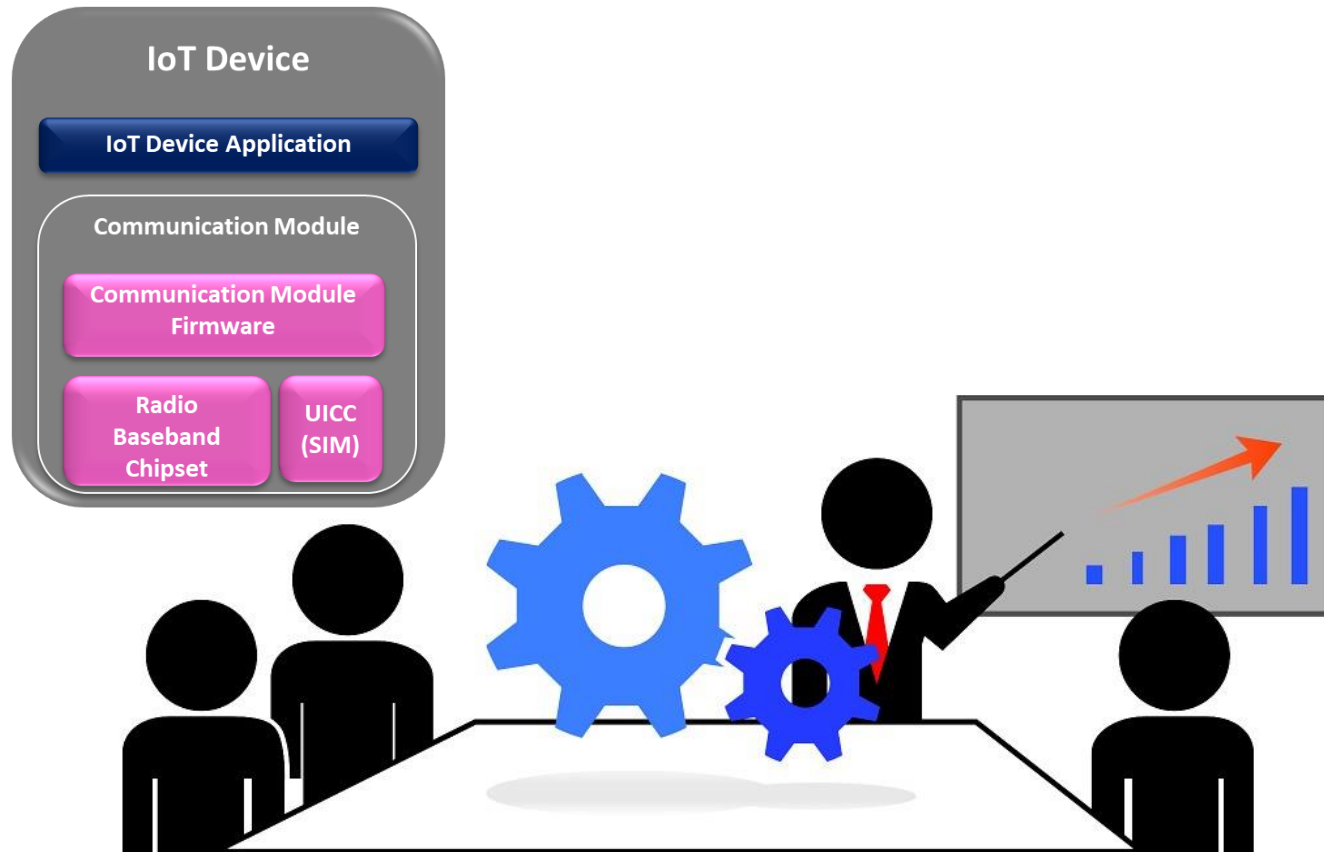 IoT Device
IoT Device Application
Communication Module
Communication Module
Firmware
Radio
Baseband
Chipset
UICC
(SIM)